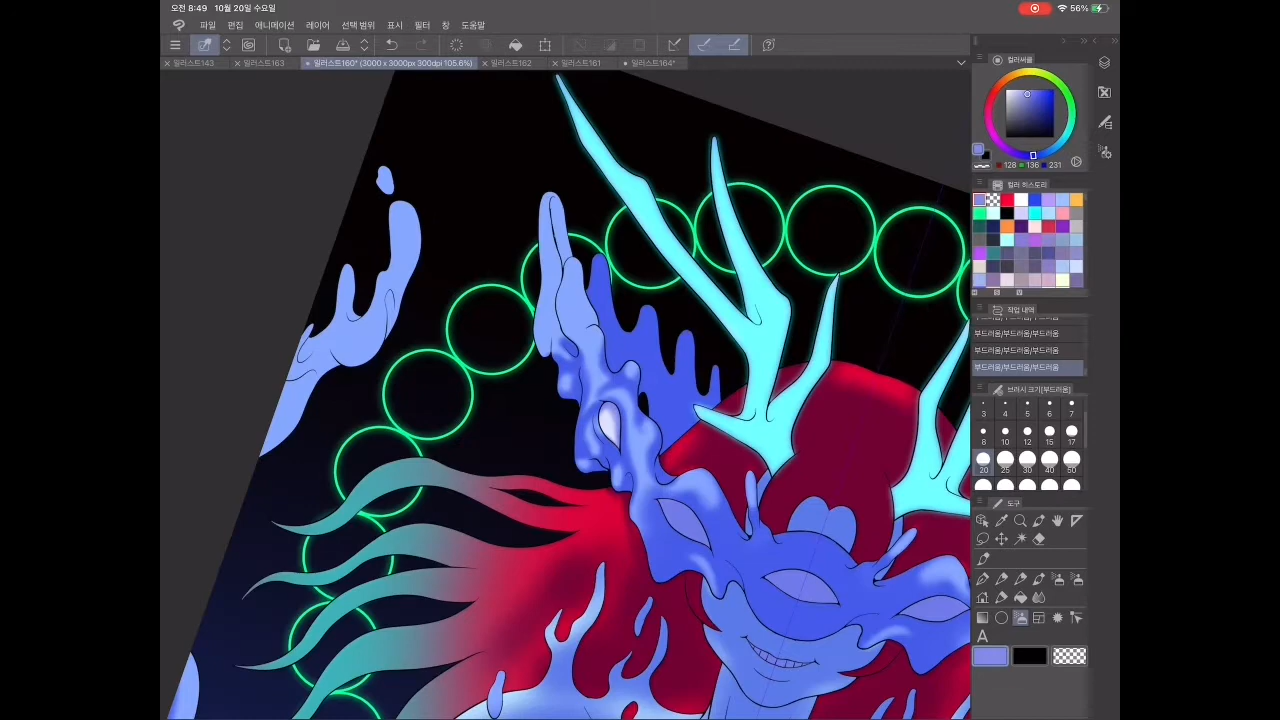 오전 8:49 10월 20일 수요일
56%
파일 편집 애니메이션 레이어 선택 범위 표시 필터 창 도움말
일러스트143 일러스트163 일러스트160* (3000 x 3000px 300dpi 105.6%) 일러스트162 일러스트161 일러스트164*
컬러써클
128 136 231
컬러 히스토리
H S V
작업 내역
부드러움/부드러움/부드러움
부드러움/부드러움/부드러움
부드러움/부드러움/부드러움
브러시 크기[부드러움]
3 4 5 6 7
8 10 12 15 17
20 25 30 40 50
도구
A